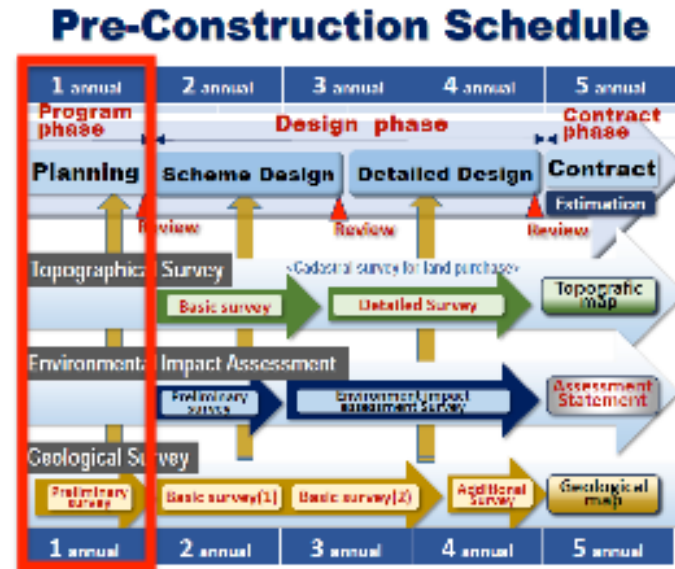 Pre-Construction Schedule
1 annual 2 annual 3 annual 4 annual 5 annual
Program phase
Design phase
Contract phase
Planning Scheme Design Detailed Design Contract
Estimation
Review Review Review
Topographical Survey
<Cadastral survey for land purchase>
Basic survey Detailed Survey Topografic map
Environmental Impact Assessment
Preliminary survey
Environment impact assessment Survey
Assessment Statement
Geological Survey
Preliminary survey
Basic survey(1) Basic survey(2)
Additional Survey
Geological map
1 annual 2 annual 3 annual 4 annual 5 annual